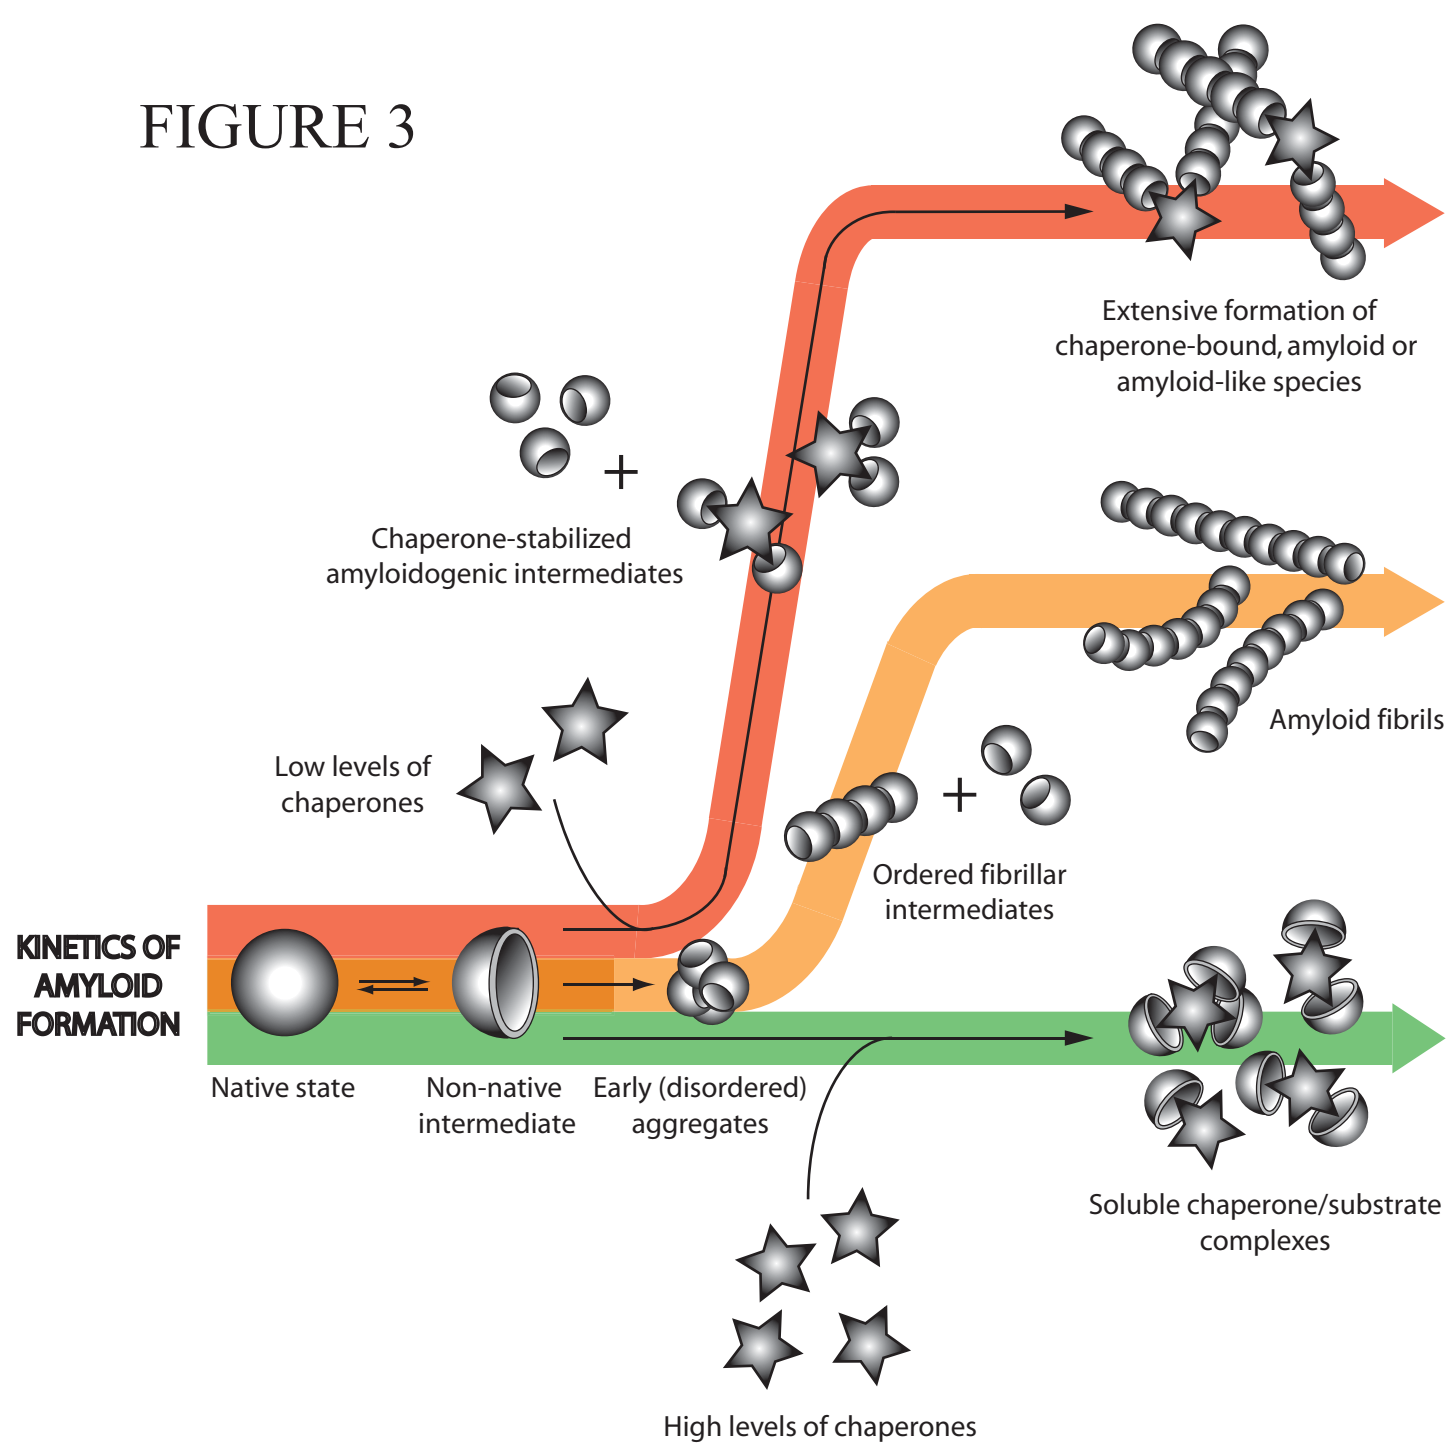 FIGURE 3
Extensive formation of
chaperone-bound, amyloid or
amyloid-like species
+
Chaperone-stabilized
amyloidogenic intermediates
Amyloid fibrils
Low levels of
chaperones
+
Ordered fibrillar
intermediates
KINETICS OF
AMYLOID
FORMATION
Native state
Non-native
intermediate
Early (disordered)
aggregates
Soluble chaperone/substrate
complexes
High levels of chaperones